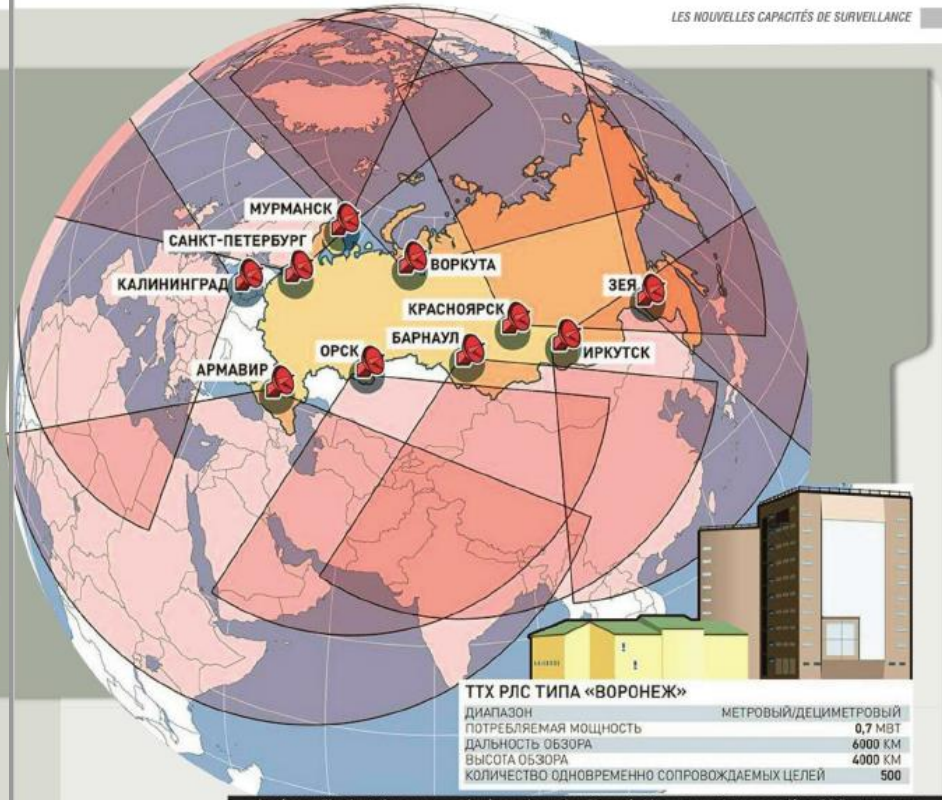 LES NOUVELLES CAPACITÉS DE SURVEILLANCE
МУРМАНСК
САНКТ-ПЕТЕРБУРГ
КАЛИНИНГРАД
ВОРКУТА
ЗЕЯ
КРАСНОЯРСК
БАРНАУЛ
ИРКУТСК
ОРСК
АРМАВИР
ТТХ РЛС ТИПА «ВОРОНЕЖ»
ДИАПАЗОН МЕТРОВЫЙ/ДЕЦИМЕТРОВЫЙ
ПОТРЕБЛЯЕМАЯ МОЩНОСТЬ 0,7 МВТ
ДАЛЬНОСТЬ ОБЗОРА 6000 КМ
ВЫСОТА ОБЗОРА 4000 КМ
КОЛИЧЕСТВО ОДНОВРЕМЕННО СОПРОВОЖДАЕМЫХ ЦЕЛЕЙ 500